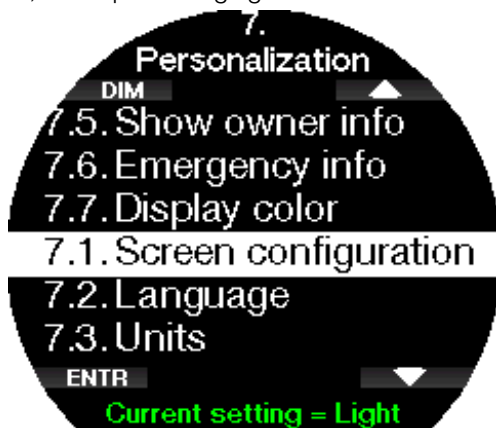 7.
Personalization
DIM
7.5. Show owner info
7.6. Emergency info
7.7. Display color
7.1. Screen configuration
7.2. Language
7.3. Units
ENTR
Current setting = Light